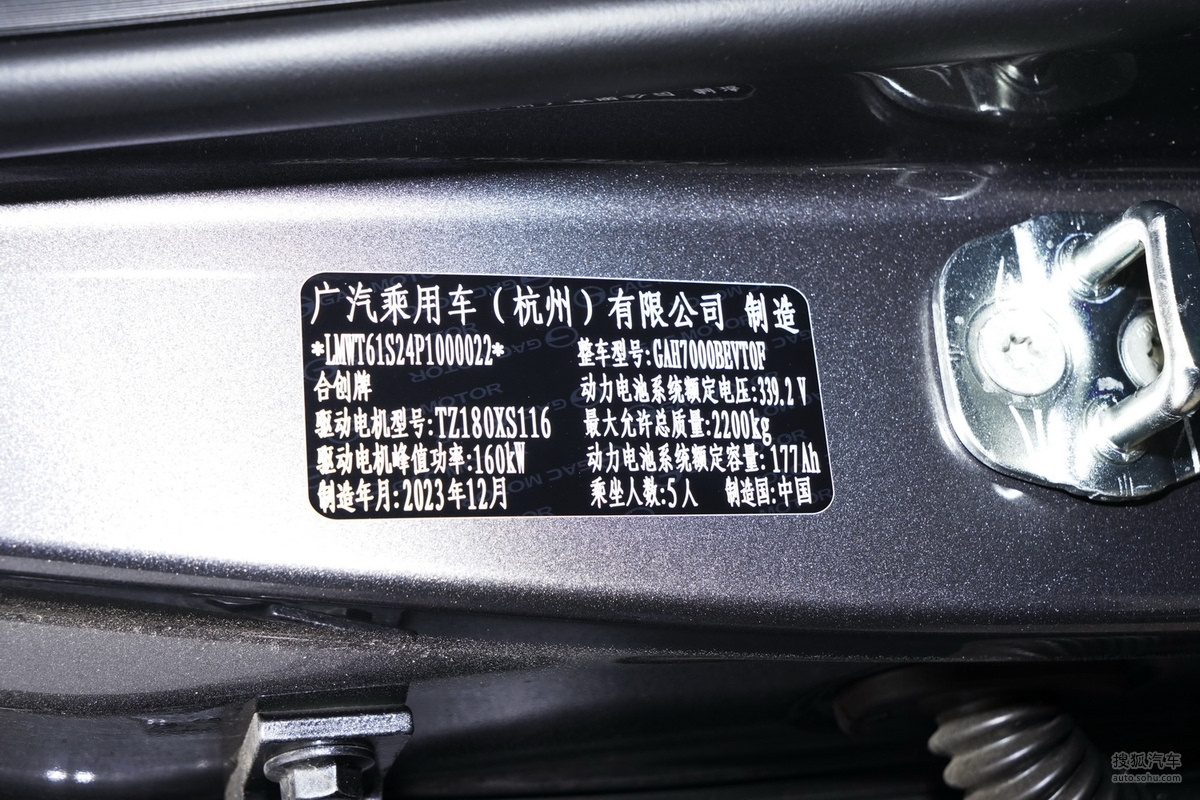 广汽乘用车（杭州）有限公司 制造
*LMWT61S24P1000022* 整车型号:GAH7000BEVT0F
合创牌 动力电池系统额定电压:339.2V
驱动电机型号:TZ180XS116 最大允许总质量:2200kg
驱动电机峰值功率:160kW 动力电池系统额定容量:177Ah
制造年月:2023年12月 乘坐人数:5人 制造国:中国
搜狐汽车
auto.sohu.com